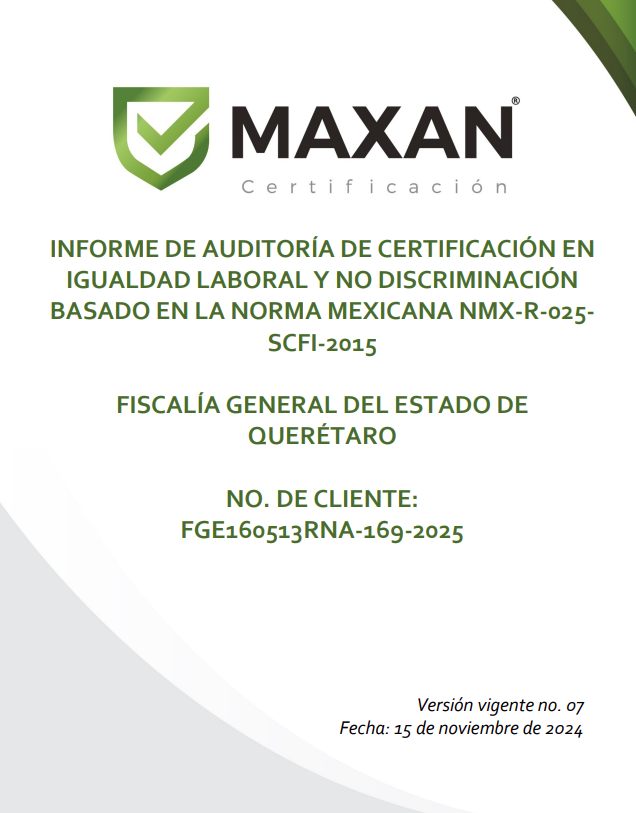 MAXAN®
Certificación
INFORME DE AUDITORÍA DE CERTIFICACIÓN EN
IGUALDAD LABORAL Y NO DISCRIMINACIÓN
BASADO EN LA NORMA MEXICANA NMX-R-025-
SCFI-2015
FISCALÍA GENERAL DEL ESTADO DE
QUERÉTARO
NO. DE CLIENTE:
FGE160513RNA-169-2025
Versión vigente no. 07
Fecha: 15 de noviembre de 2024